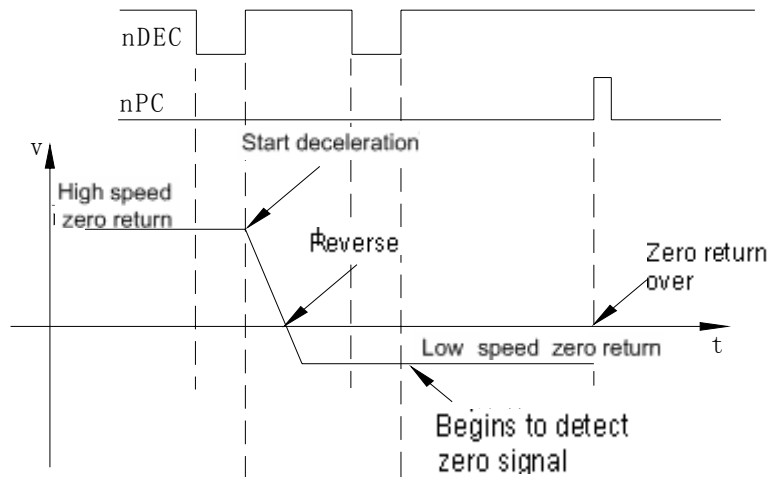 nDEC
nPC
Start deceleration
v
High speed
zero return
Reverse
Zero return
over
t
Low speed zero return
Begins to detect
zero signal